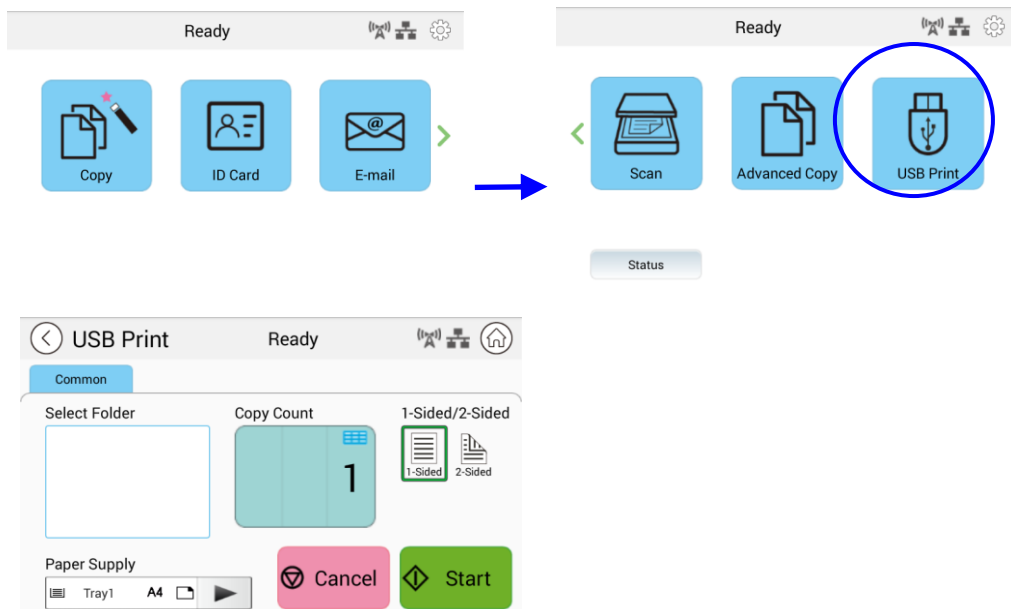 Ready
Copy
ID Card
@
E-mail
Ready
Scan
Advanced Copy
USB Print
Status
USB Print
Ready
Common
Select Folder
Copy Count
1-Sided/2-Sided
1
1-Sided
2-Sided
Paper Supply
Tray1 A4
Cancel
Start